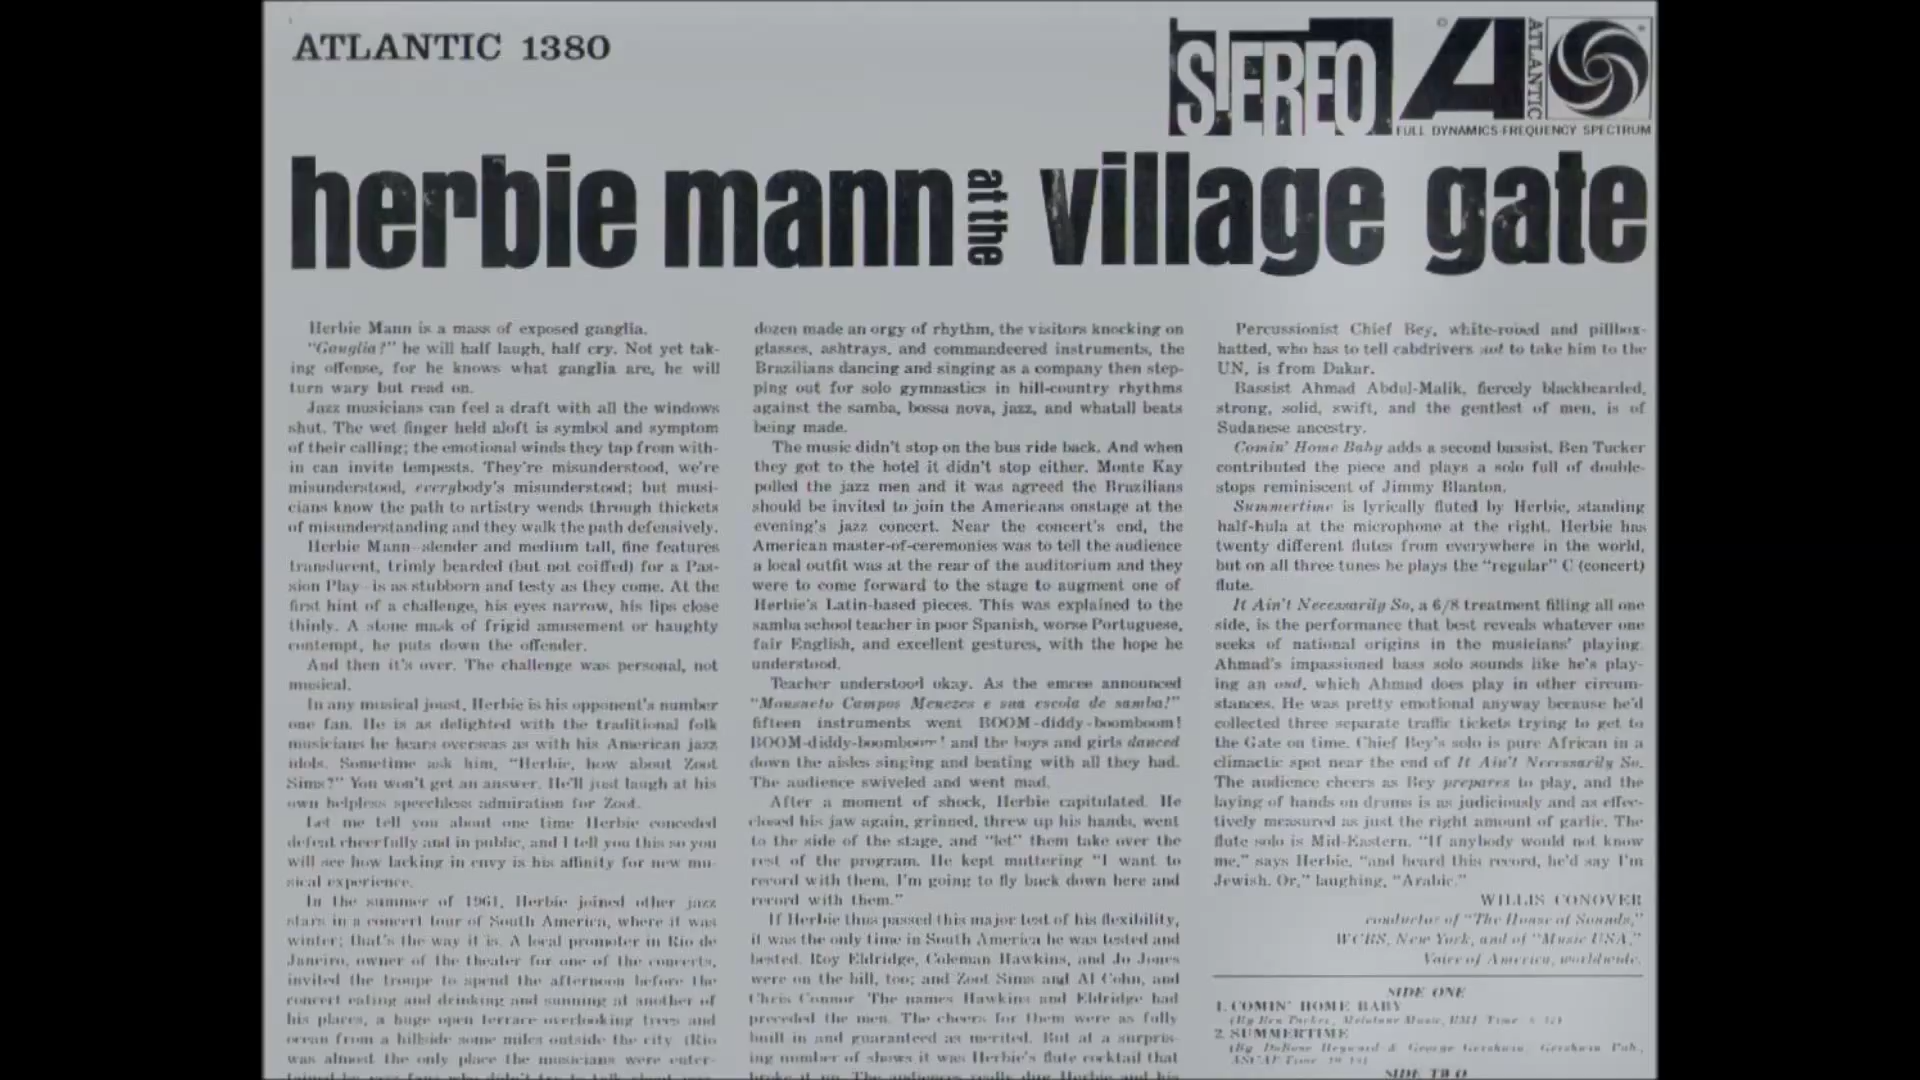 ATLANTIC 1380
STEREO
ATLANTIC
FULL DYNAMICS-FREQUENCY SPECTRUM
herbie mann at the village gate
Herbie Mann is a mass of exposed ganglia.
"Ganglia?" he will half laugh, half cry. Not yet tak-
ing offense, for he knows what ganglia are, he will
turn wary but read on.
Jazz musicians can feel a draft with all the windows
shut. The wet finger held aloft is symbol and symptom
of their calling; the emotional winds they tap from with-
in can invite tempests. They're misunderstood, we're
misunderstood, everybody's misunderstood; but musi-
cians know the path to artistry wends through thickets
of misunderstanding and they walk the path defensively.
Herbie Mann—slender and medium tall, fine features
translucent, trimly bearded (but not coiffed) for a Pas-
sion Play—is as stubborn and testy as they come. At the
first hint of a challenge, his eyes narrow, his lips close
thinly. A stone mask of frigid amusement or haughty
contempt, he puts down the offender.
And then it's over. The challenge was personal, not
musical.
In any musical joust, Herbie is his opponent's number
one fan. He is as delighted with the traditional folk
musicians he hears overseas as with his American jazz
idols. Sometime ask him, "Herbie, how about Zoot
Sims?" You won't get an answer. He'll just laugh at his
own helpless speechless admiration for Zoot.
Let me tell you about one time Herbie conceded
defeat cheerfully and in public, and I tell you this so you
will see how lacking in envy is his affinity for new mu-
sical experience.
In the summer of 1961, Herbie joined other jazz
stars in a concert tour of South America, where it was
winter; that's the way it is. A local promoter in Rio de
Janeiro, owner of the theater for one of the concerts,
invited the troupe to spend the afternoon before the
concert eating and drinking and sunning at another of
his places, a huge open terrace overlooking trees and
ocean from a hillside some miles outside the city. (Rio
was almost the only place the musicians were enter-
tained by jazz fans who didn't try to talk about
dozen made an orgy of rhythm, the visitors knocking on
glasses, ashtrays, and commandeered instruments, the
Brazilians dancing and singing as a company then step-
ping out for solo gymnastics in hill-country rhythms
against the samba, bossa nova, jazz, and whatall beats
being made.
The music didn't stop on the bus ride back. And when
they got to the hotel it didn't stop either. Monte Kay
polled the jazz men and it was agreed the Brazilians
should be invited to join the Americans onstage at the
evening's jazz concert. Near the concert's end, the
American master-of-ceremonies was to tell the audience
a local outfit was at the rear of the auditorium and they
were to come forward to the stage to augment one of
Herbie's Latin-based pieces. This was explained to the
samba school teacher in poor Spanish, worse Portuguese,
fair English, and excellent gestures, with the hope he
understood.
Teacher understood okay. As the emcee announced
"Mousneto Campos Menezes e sua escola de samba!"
fifteen instruments went BOOM-diddy-boomboom!
BOOM-diddy-boomboom! and the boys and girls danced
down the aisles singing and beating with all they had.
The audience swiveled and went mad.
After a moment of shock, Herbie capitulated. He
closed his jaw again, grinned, threw up his hands, went
to the side of the stage, and "let" them take over the
rest of the program. He kept muttering "I want to
record with them, I'm going to fly back down here and
record with them."
If Herbie thus passed this major test of his flexibility,
it was the only time in South America he was tested and
bested. Roy Eldridge, Coleman Hawkins, and Jo Jones
were on the bill, too; and Zoot Sims and Al Cohn, and
Chris Connor. The names Hawkins and Eldridge had
preceded the men. The cheers for them were as fully
built in and guaranteed as merited. But at a surpris-
ing number of shows it was Herbie's flute cocktail that
broke it up. The audiences really dug Herbie and his
Percussionist Chief Bey, white-robed and pillbox-
hatted, who has to tell cabdrivers not to take him to the
UN, is from Dakar.
Bassist Ahmad Abdul-Malik, fiercely blackbearded,
strong, solid, swift, and the gentlest of men, is of
Sudanese ancestry.
Comin' Home Baby adds a second bassist. Ben Tucker
contributed the piece and plays a solo full of double-
stops reminiscent of Jimmy Blanton.
Summertime is lyrically fluted by Herbie, standing
half-hula at the microphone at the right. Herbie has
twenty different flutes from everywhere in the world,
but on all three tunes he plays the "regular" C (concert)
flute.
It Ain't Necessarily So, a 6/8 treatment filling all one
side, is the performance that best reveals whatever one
seeks of national origins in the musicians' playing.
Ahmad's impassioned bass solo sounds like he's play-
ing an oud, which Ahmad does play in other circum-
stances. He was pretty emotional anyway because he'd
collected three separate traffic tickets trying to get to
the Gate on time. Chief Bey's solo is pure African in a
climactic spot near the end of It Ain't Necessarily So.
The audience cheers as Bey prepares to play, and the
laying of hands on drums is as judiciously and as effec-
tively measured as just the right amount of garlic. The
flute solo is Mid-Eastern. "If anybody would not know
me," says Herbie, "and heard this record, he'd say I'm
Jewish. Or," laughing, "Arabic."
WILLIS CONOVER
conductor of "The House of Sounds,"
WCBS, New York, and of "Music USA,"
Voice of America, worldwide.
SIDE ONE
1. COMIN' HOME BABY
(By Ben Tucker, Melotone Music, BMI Time
2. SUMMERTIME
(By DuBose Heyward & George Gershwin, Gershwin Pub.,
ASCAP Time
SIDE TWO